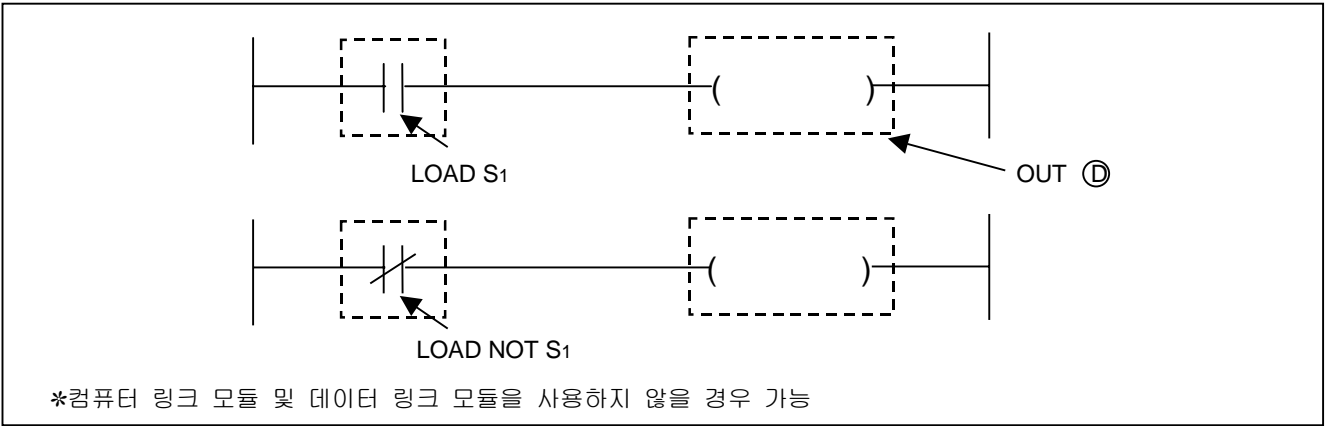 LOAD S1
OUT Ⓓ
LOAD NOT S1
*컴퓨터 링크 모듈 및 데이터 링크 모듈을 사용하지 않을 경우 가능